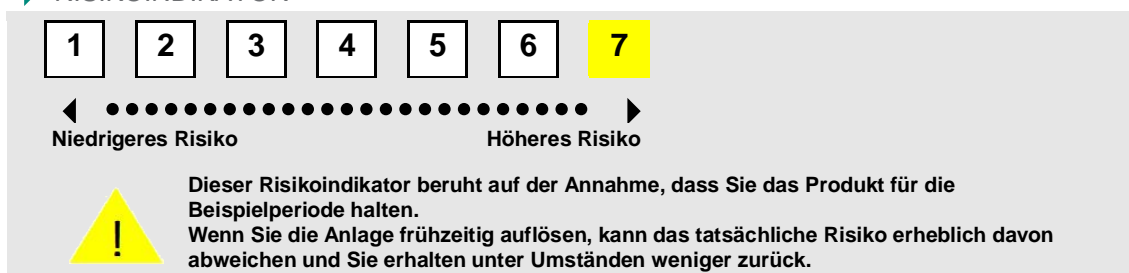 1 2 3 4 5 6 7
Niedrigeres Risiko Höheres Risiko
Dieser Risikoindikator beruht auf der Annahme, dass Sie das Produkt für die
Beispielperiode halten.
Wenn Sie die Anlage frühzeitig auflösen, kann das tatsächliche Risiko erheblich davon
abweichen und Sie erhalten unter Umständen weniger zurück.